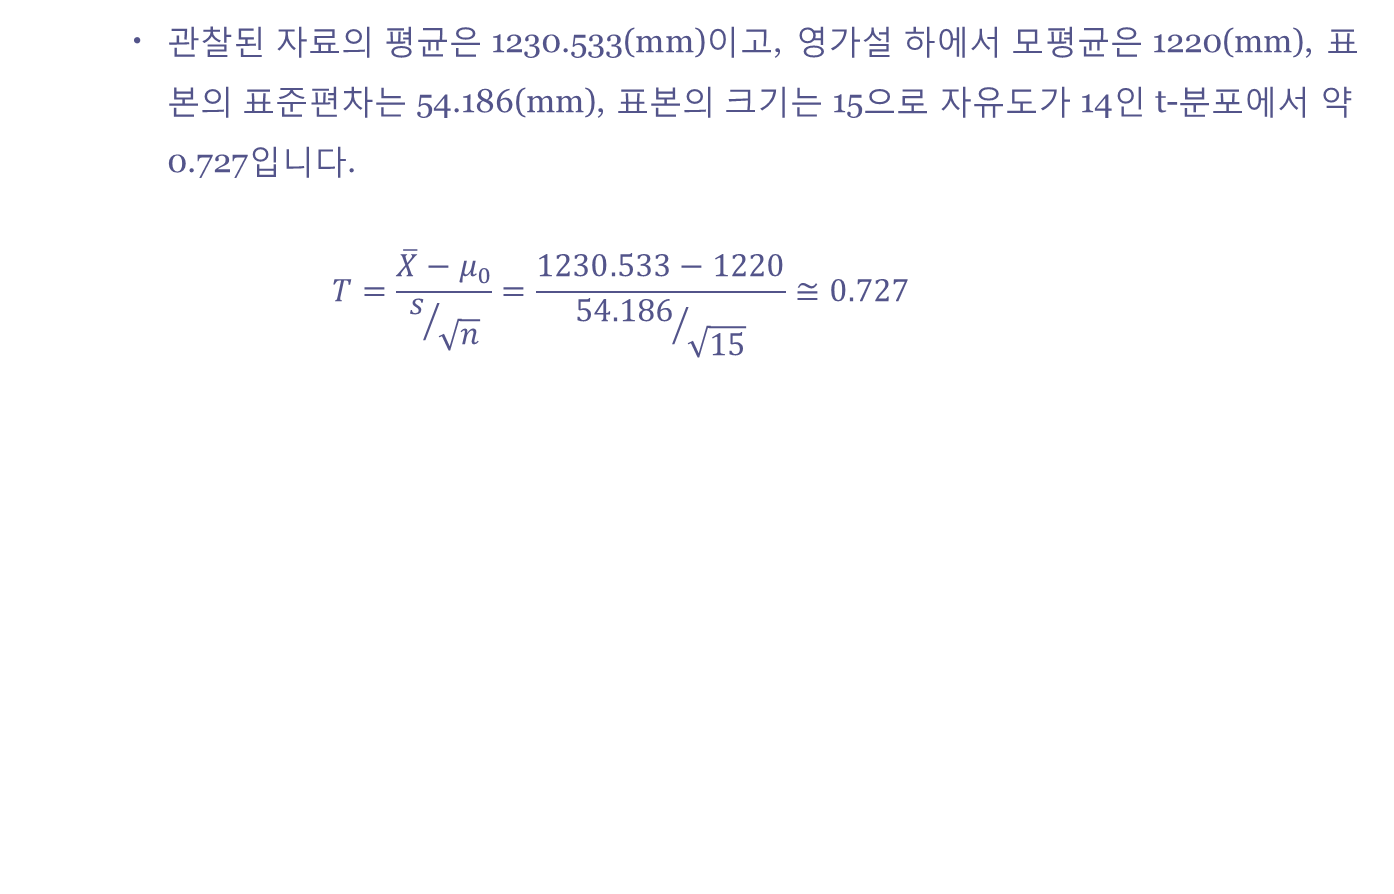 • 관찰된 자료의 평균은 1230.533(mm)이고, 영가설 하에서 모평균은 1220(mm), 표
본의 표준편차는 54.186(mm), 표본의 크기는 15으로 자유도가 14인 t-분포에서 약
0.727입니다.
T = (X̄ − μ₀) / (s/√n) = (1230.533 − 1220) / (54.186/√15) ≅ 0.727